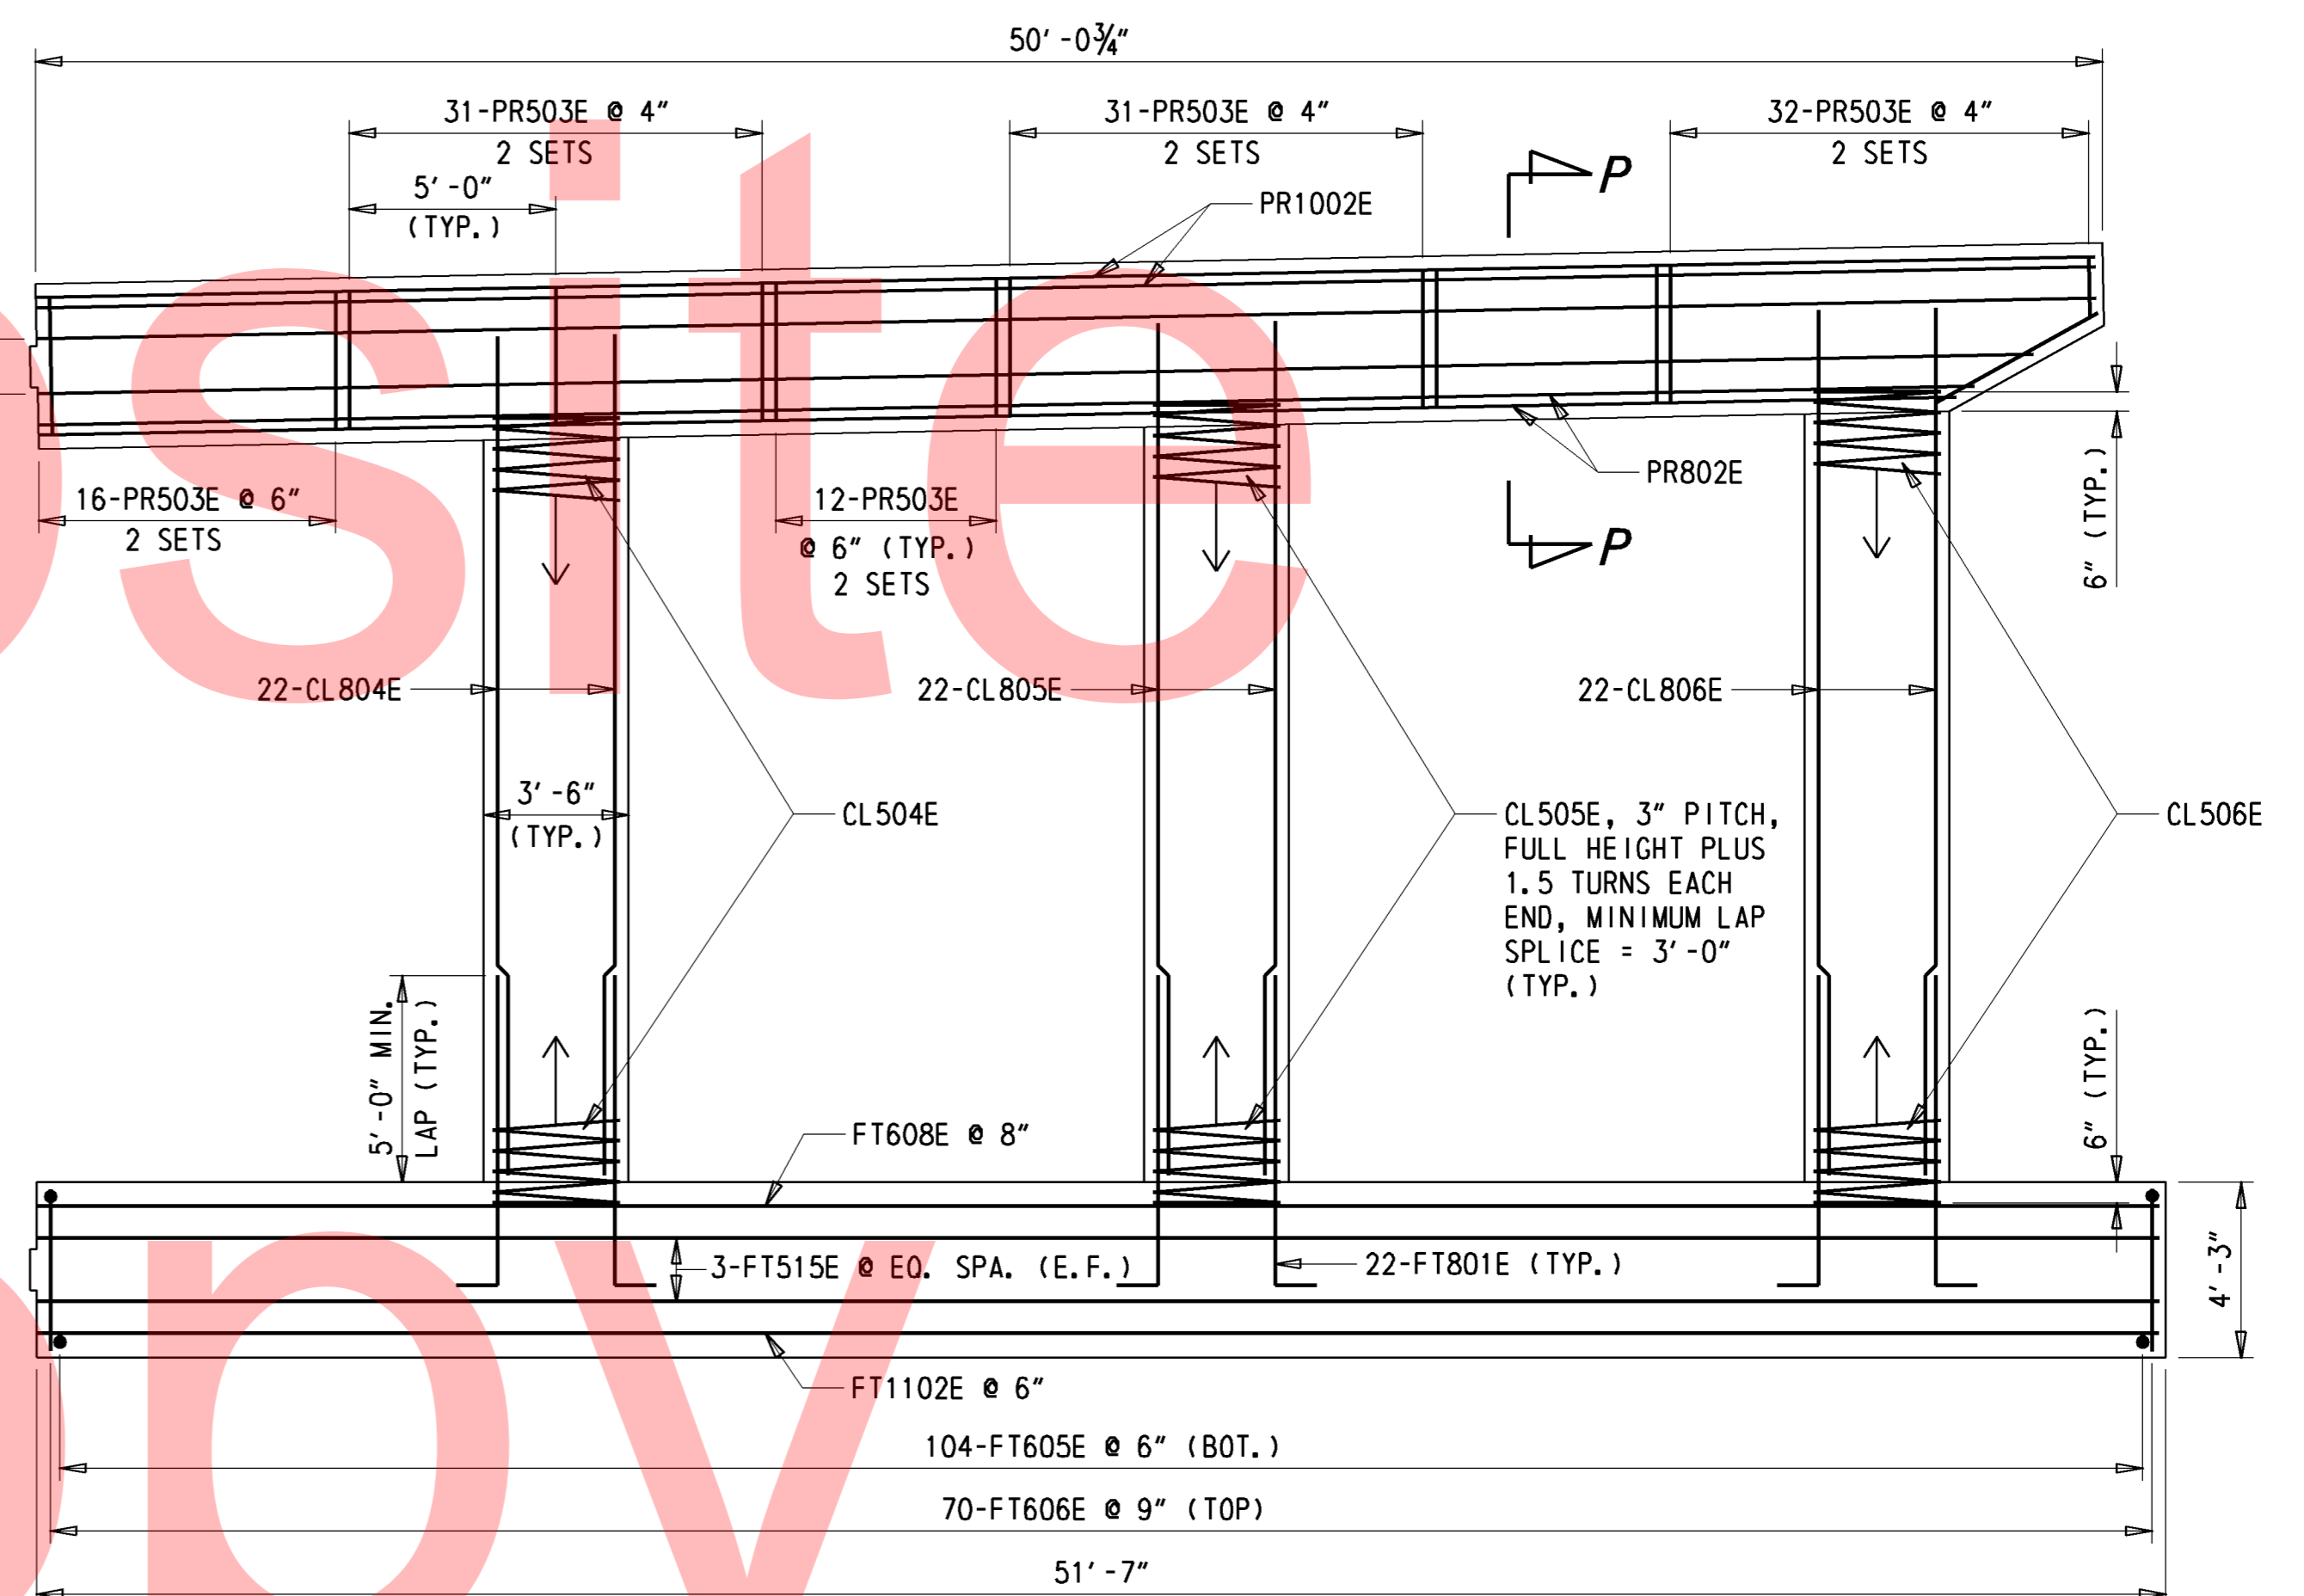 50'-0¾"
31-PR503E @ 4"
2 SETS
31-PR503E @ 4"
2 SETS
32-PR503E @ 4"
2 SETS
5'-0"
(TYP.)
P
PR1002E
16-PR503E @ 6"
2 SETS
12-PR503E
@ 6" (TYP.)
2 SETS
P
PR802E
6" (TYP.)
22-CL804E
22-CL805E
22-CL806E
3'-6"
(TYP.)
CL504E
CL505E, 3" PITCH,
FULL HEIGHT PLUS
1.5 TURNS EACH
END, MINIMUM LAP
SPLICE = 3'-0"
(TYP.)
CL506E
5'-0" MIN.
LAP (TYP.)
6" (TYP.)
FT608E @ 8"
3-FT515E @ EQ. SPA. (E.F.)
22-FT801E (TYP.)
4'-3"
FT1102E @ 6"
104-FT605E @ 6" (BOT.)
70-FT606E @ 9" (TOP)
51'-7"
osite